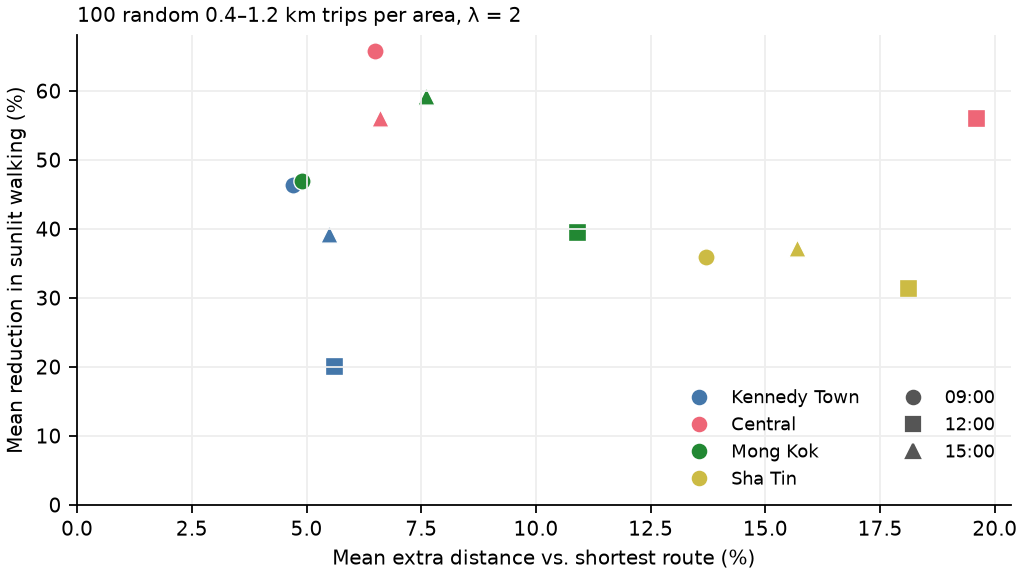 100 random 0.4–1.2 km trips per area, λ = 2
Mean reduction in sunlit walking (%)
60
50
40
30
20
10
0
0.0 2.5 5.0 7.5 10.0 12.5 15.0 17.5 20.0
Mean extra distance vs. shortest route (%)
Kennedy Town 09:00
Central 12:00
Mong Kok 15:00
Sha Tin